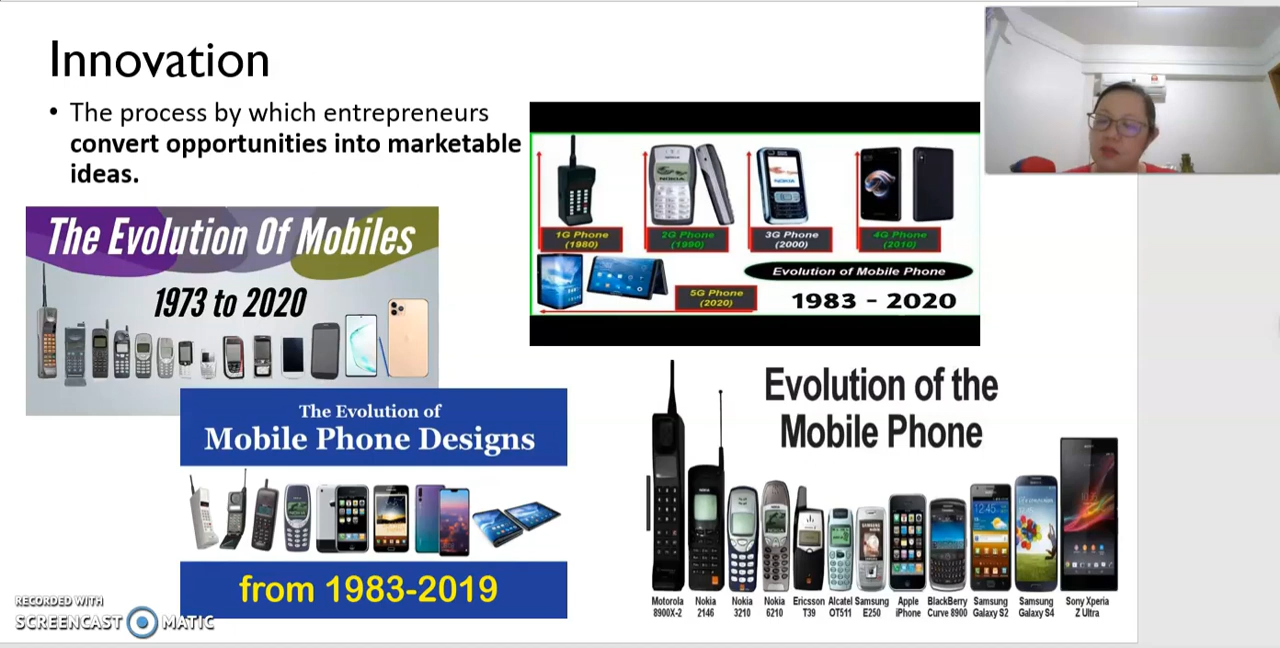 Innovation
• The process by which entrepreneurs
convert opportunities into marketable
ideas.
The Evolution Of Mobiles
1973 to 2020
1G Phone
(1980)
2G Phone
(1990)
3G Phone
(2000)
4G Phone
(2010)
5G Phone
(2020)
Evolution of Mobile Phone
1983 - 2020
NOKIA
NOKIA
The Evolution of
Mobile Phone Designs
from 1983-2019
Evolution of the
Mobile Phone
Motorola
8900X-2
Nokia
2146
Nokia
3210
Nokia
6210
Ericsson
T39
Alcatel
OT511
Samsung
E250
Apple
iPhone
BlackBerry
Curve 8900
Samsung
Galaxy S2
Samsung
Galaxy S4
Sony Xperia
Z Ultra
RECORDED WITH
SCREENCAST MATIC